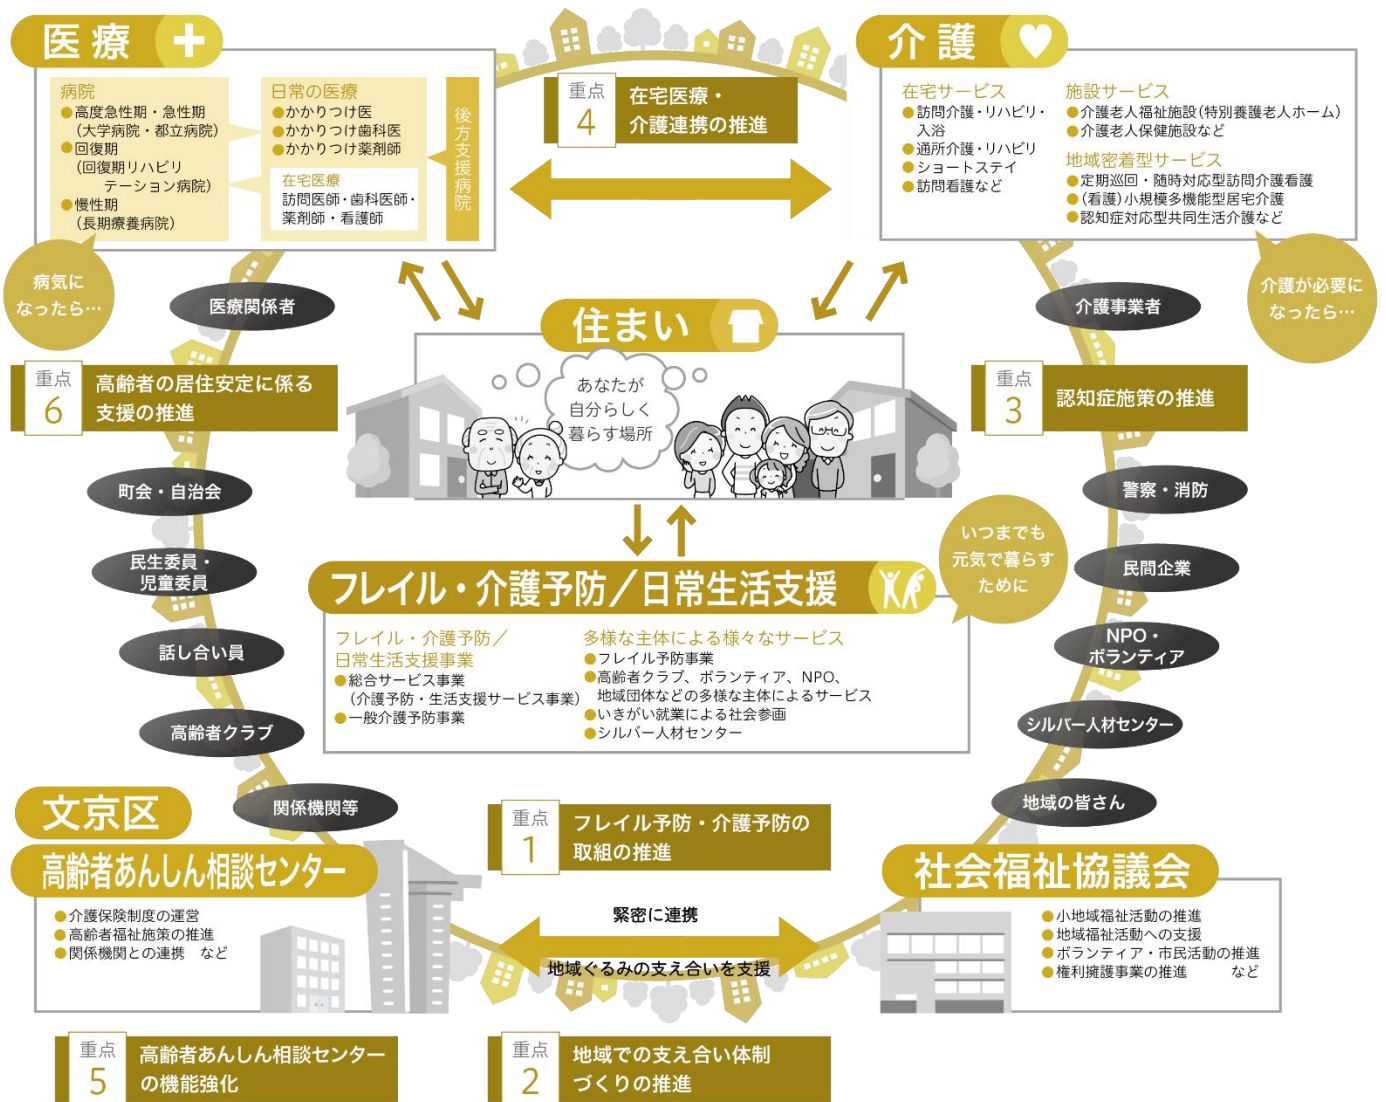 医療
病院
●高度急性期・急性期
(大学病院・都立病院)
●回復期
(回復期リハビリ
テーション病院)
●慢性期
(長期療養病院)
日常の医療
●かかりつけ医
●かかりつけ歯科医
●かかりつけ薬剤師
在宅医療
訪問医師・歯科医師・
薬剤師・看護師
後方支援病院
病気に
なったら…
重点
4
在宅医療・
介護連携の推進
介護
在宅サービス
●訪問介護・リハビリ・
入浴
●通所介護・リハビリ
●ショートステイ
●訪問看護など
施設サービス
●介護老人福祉施設(特別養護老人ホーム)
●介護老人保健施設など
地域密着型サービス
●定期巡回・随時対応型訪問介護看護
●(看護)小規模多機能型居宅介護
●認知症対応型共同生活介護など
介護が必要に
なったら…
医療関係者
介護事業者
住まい
あなたが
自分らしく
暮らす場所
重点
6
高齢者の居住安定に係る
支援の推進
重点
3
認知症施策の推進
町会・自治会
民生委員・
児童委員
話し合い員
高齢者クラブ
関係機関等
警察・消防
民間企業
NPO・
ボランティア
シルバー人材センター
地域の皆さん
いつまでも
元気で暮らす
ために
フレイル・介護予防/日常生活支援
フレイル・介護予防/
日常生活支援事業
●総合サービス事業
(介護予防・生活支援サービス事業)
●一般介護予防事業
多様な主体による様々なサービス
●フレイル予防事業
●高齢者クラブ、ボランティア、NPO、
地域団体などの多様な主体によるサービス
●いきがい就業による社会参画
●シルバー人材センター
文京区
高齢者あんしん相談センター
●介護保険制度の運営
●高齢者福祉施策の推進
●関係機関との連携 など
重点
1
フレイル予防・介護予防の
取組の推進
緊密に連携
地域ぐるみの支え合いを支援
社会福祉協議会
●小地域福祉活動の推進
●地域福祉活動への支援
●ボランティア・市民活動の推進
●権利擁護事業の推進 など
重点
5
高齢者あんしん相談センター
の機能強化
重点
2
地域での支え合い体制
づくりの推進